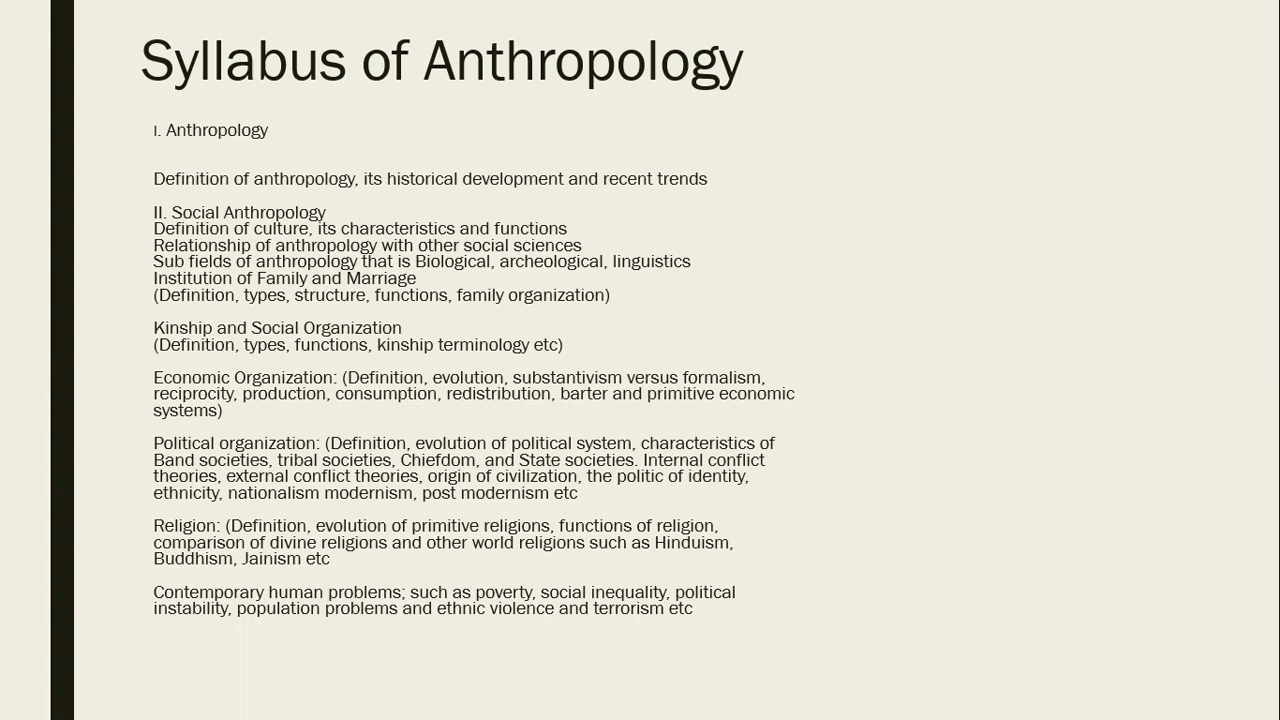 Syllabus of Anthropology
I. Anthropology
Definition of anthropology, its historical development and recent trends
II. Social Anthropology
Definition of culture, its characteristics and functions
Relationship of anthropology with other social sciences
Sub fields of anthropology that is Biological, archeological, linguistics
Institution of Family and Marriage
(Definition, types, structure, functions, family organization)
Kinship and Social Organization
(Definition, types, functions, kinship terminology etc)
Economic Organization: (Definition, evolution, substantivism versus formalism,
reciprocity, production, consumption, redistribution, barter and primitive economic
systems)
Political organization: (Definition, evolution of political system, characteristics of
Band societies, tribal societies, Chiefdom, and State societies. Internal conflict
theories, external conflict theories, origin of civilization, the politic of identity,
ethnicity, nationalism modernism, post modernism etc
Religion: (Definition, evolution of primitive religions, functions of religion,
comparison of divine religions and other world religions such as Hinduism,
Buddhism, Jainism etc
Contemporary human problems; such as poverty, social inequality, political
instability, population problems and ethnic violence and terrorism etc